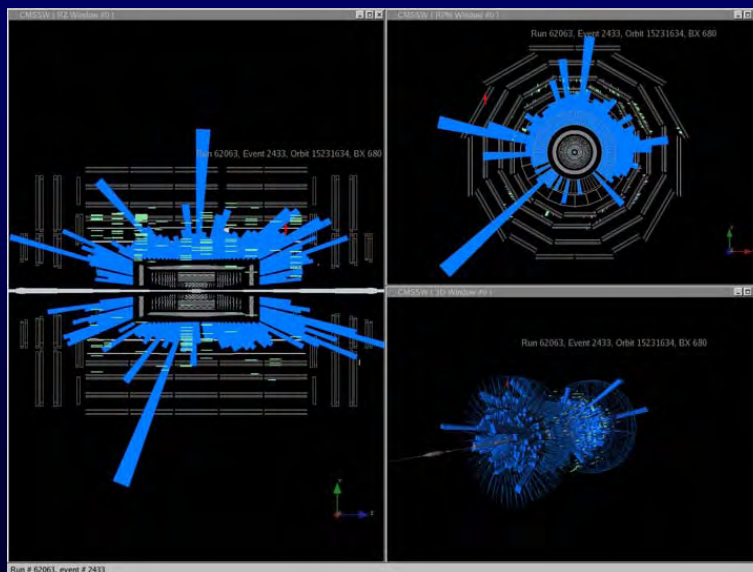 CMSSW ( RZ Window #0 )
Run 62063, Event 2433, Orbit 15231634, BX 680
CMSSW ( RPhi Window #0 )
Run 62063, Event 2433, Orbit 15231634, BX 680
CMSSW ( 3D Window #0 )
Run 62063, Event 2433, Orbit 15231634, BX 680
Run # 62063, event # 2433